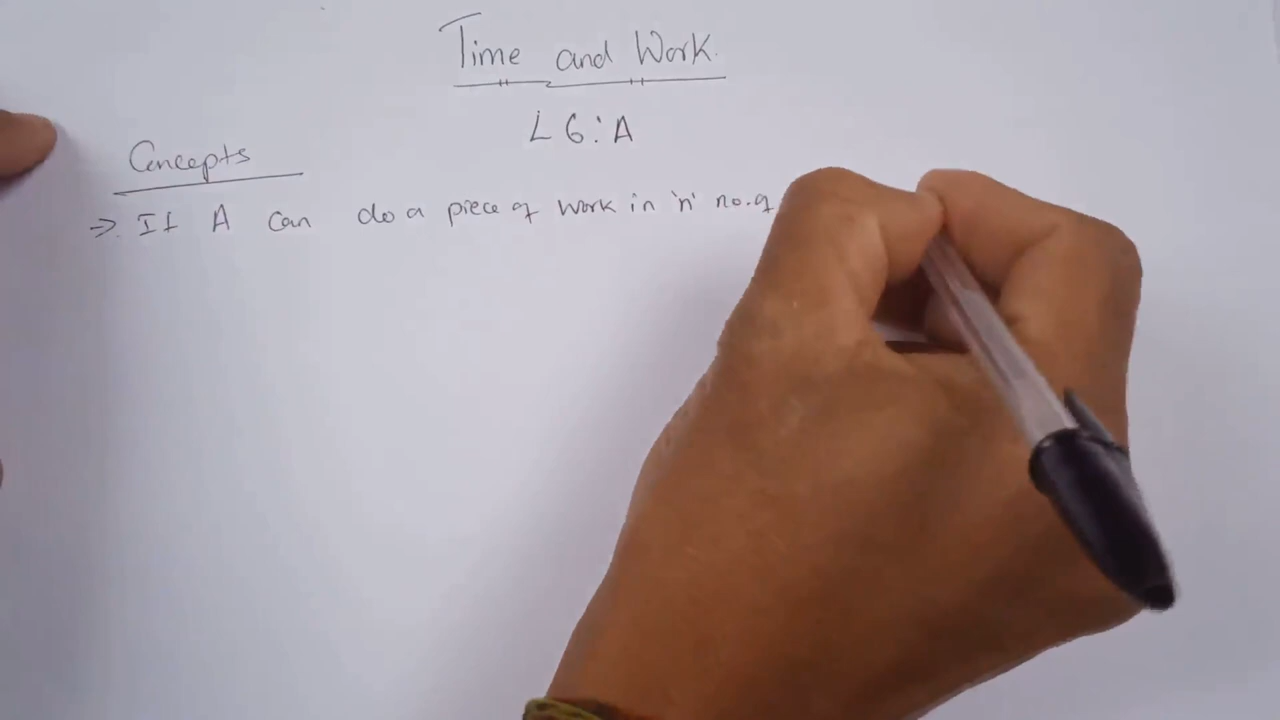 Time and Work.
L6:A
Concepts
=> If A can do a piece of work in 'n' no. of